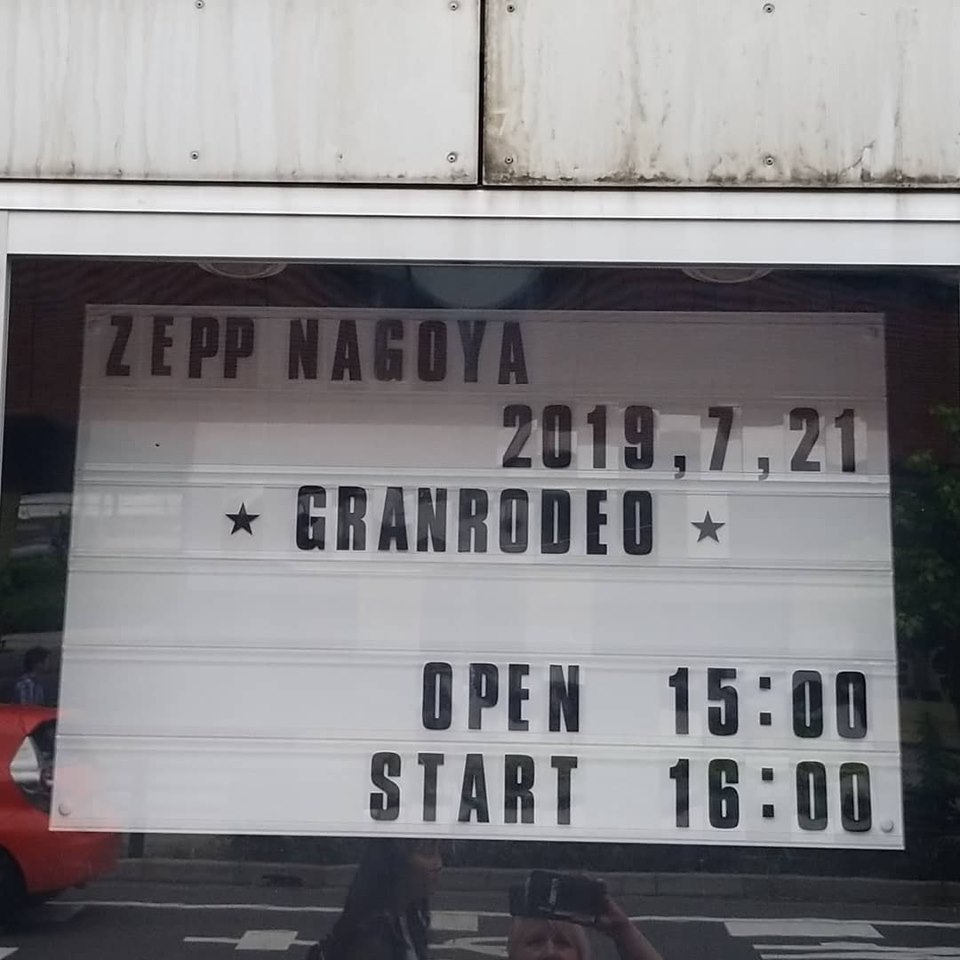 ZEPP NAGOYA
2019,7,21
★ GRANRODEO ★
OPEN 15:00
START 16:00